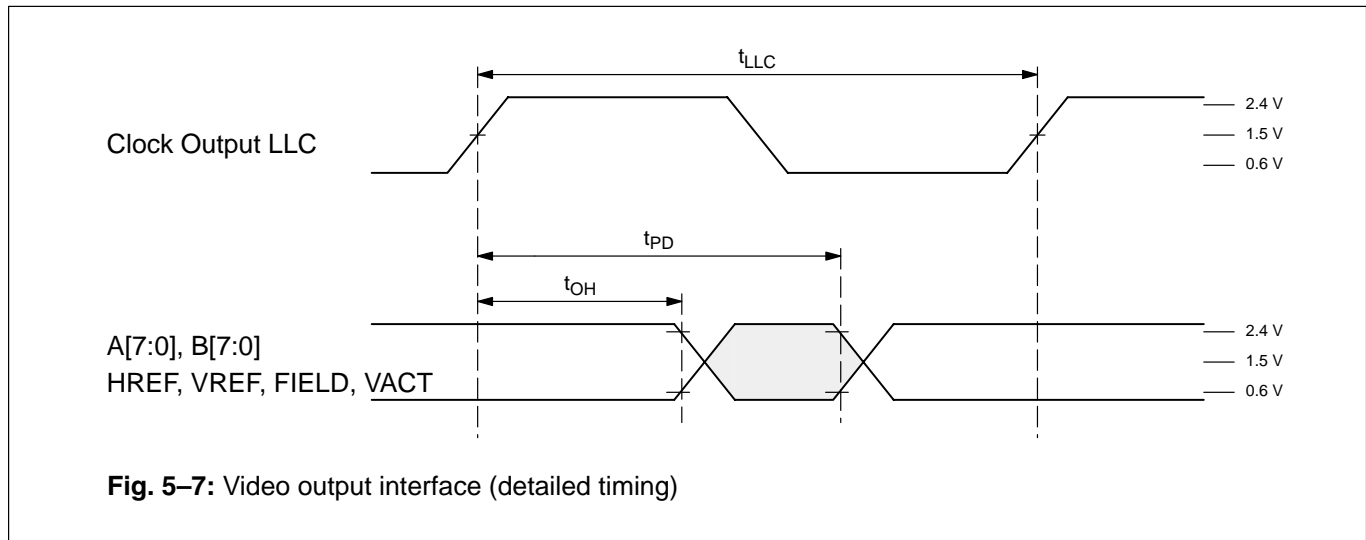 tLLC
Clock Output LLC
2.4 V
1.5 V
0.6 V
tPD
tOH
A[7:0], B[7:0]
HREF, VREF, FIELD, VACT
2.4 V
1.5 V
0.6 V
Fig. 5–7: Video output interface (detailed timing)